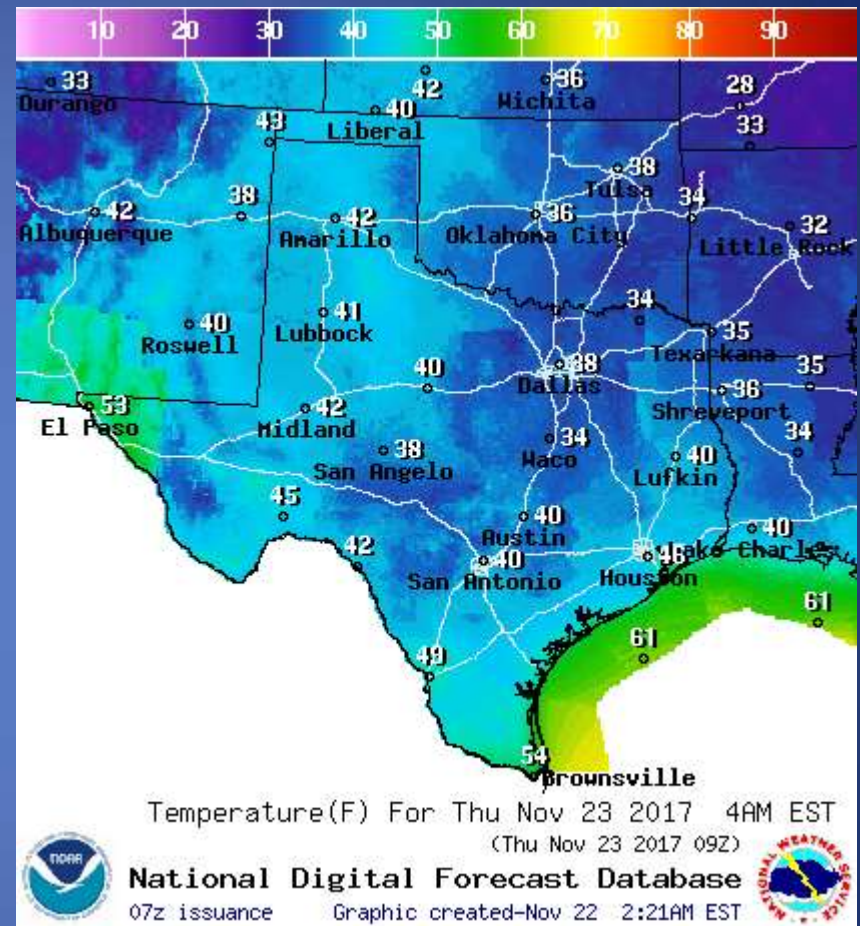 10 20 30 40 50 60 70 80 90
33 42 36 28
Durango Wichita
40
Liberal
43 33
38
Tulsa
42 38 42 36 34 32
Albuquerque Amarillo Oklahoma City Little Rock
40 41 34
Roswell Lubbock
35
Texarkana
40 38 35
Dallas
53 42 36
El Paso Midland Shreveport
38 34 40 34
San Angelo Waco Lufkin
45 40 40
Austin Lake Charles
42 40 46
San Antonio Houston
61
61
49
54
Brownsville
Temperature(F) For Thu Nov 23 2017 4AM EST
(Thu Nov 23 2017 09Z)
NOAA
NATIONAL WEATHER SERVICE
National Digital Forecast Database
07z issuance Graphic created-Nov 22 2:21AM EST